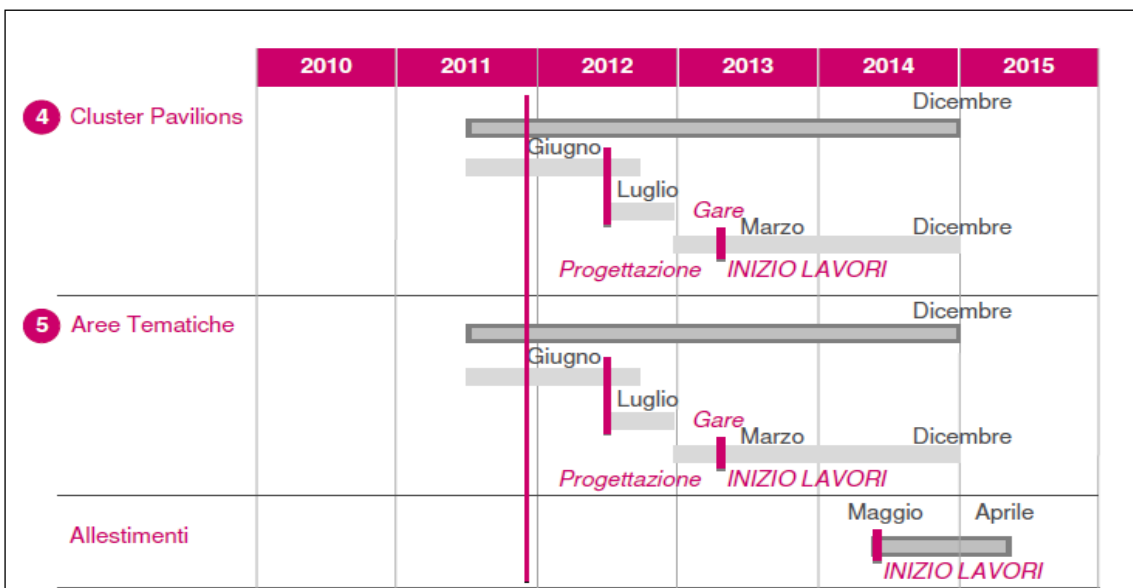 2010 2011 2012 2013 2014 2015
4 Cluster Pavilions
Dicembre
Giugno
Luglio
Gare
Marzo Dicembre
Progettazione INIZIO LAVORI
5 Aree Tematiche
Dicembre
Giugno
Luglio
Gare
Marzo Dicembre
Progettazione INIZIO LAVORI
Maggio Aprile
Allestimenti
INIZIO LAVORI